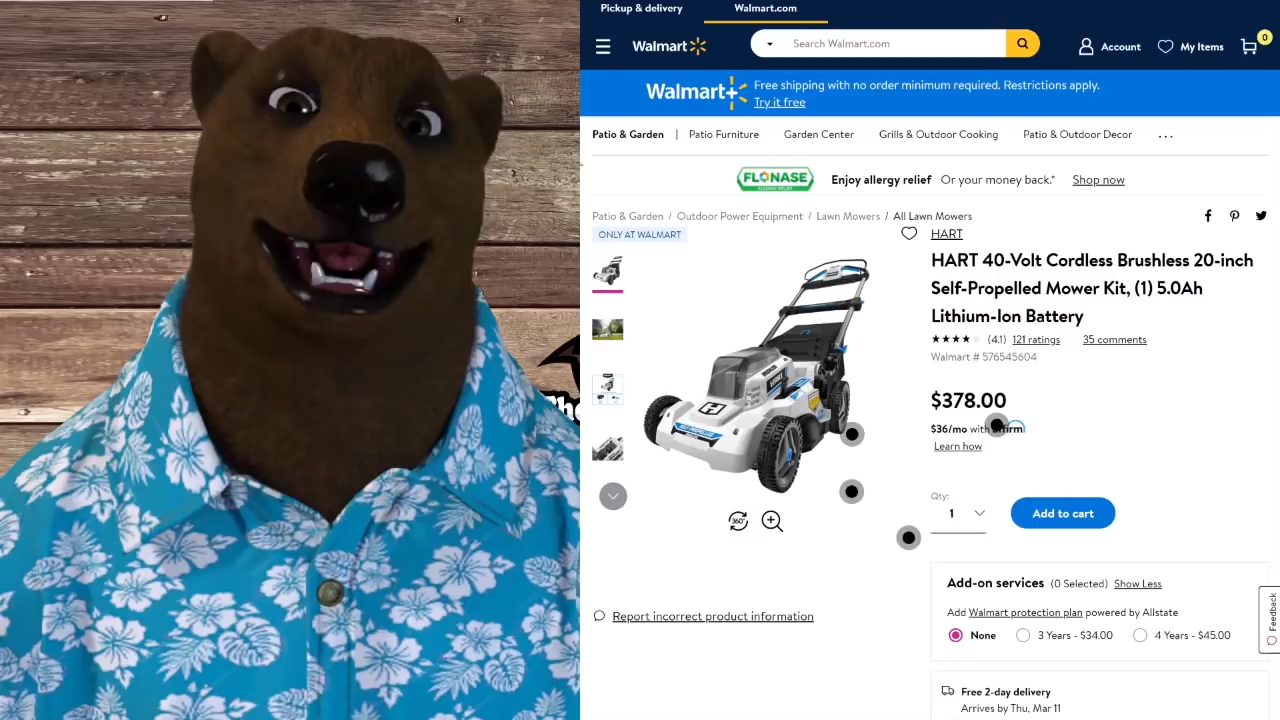 Pickup & delivery
Walmart.com
Walmart
Search Walmart.com
Account
My Items
0
Walmart+
Free shipping with no order minimum required. Restrictions apply.
Try it free
Patio & Garden | Patio Furniture Garden Center Grills & Outdoor Cooking Patio & Outdoor Decor ...
FLONASE
ALLERGY RELIEF
Enjoy allergy relief Or your money back.* Shop now
Patio & Garden / Outdoor Power Equipment / Lawn Mowers / All Lawn Mowers
ONLY AT WALMART
HART
HART 40-Volt Cordless Brushless 20-inch
Self-Propelled Mower Kit, (1) 5.0Ah
Lithium-Ion Battery
(4.1) 121 ratings 35 comments
Walmart # 576545604
$378.00
$36/mo with
Learn how
Qty:
1
Add to cart
360°
Add-on services (0 Selected) Show Less
Add Walmart protection plan powered by Allstate
None
3 Years - $34.00
4 Years - $45.00
Report incorrect product information
Feedback
Free 2-day delivery
Arrives by Thu, Mar 11